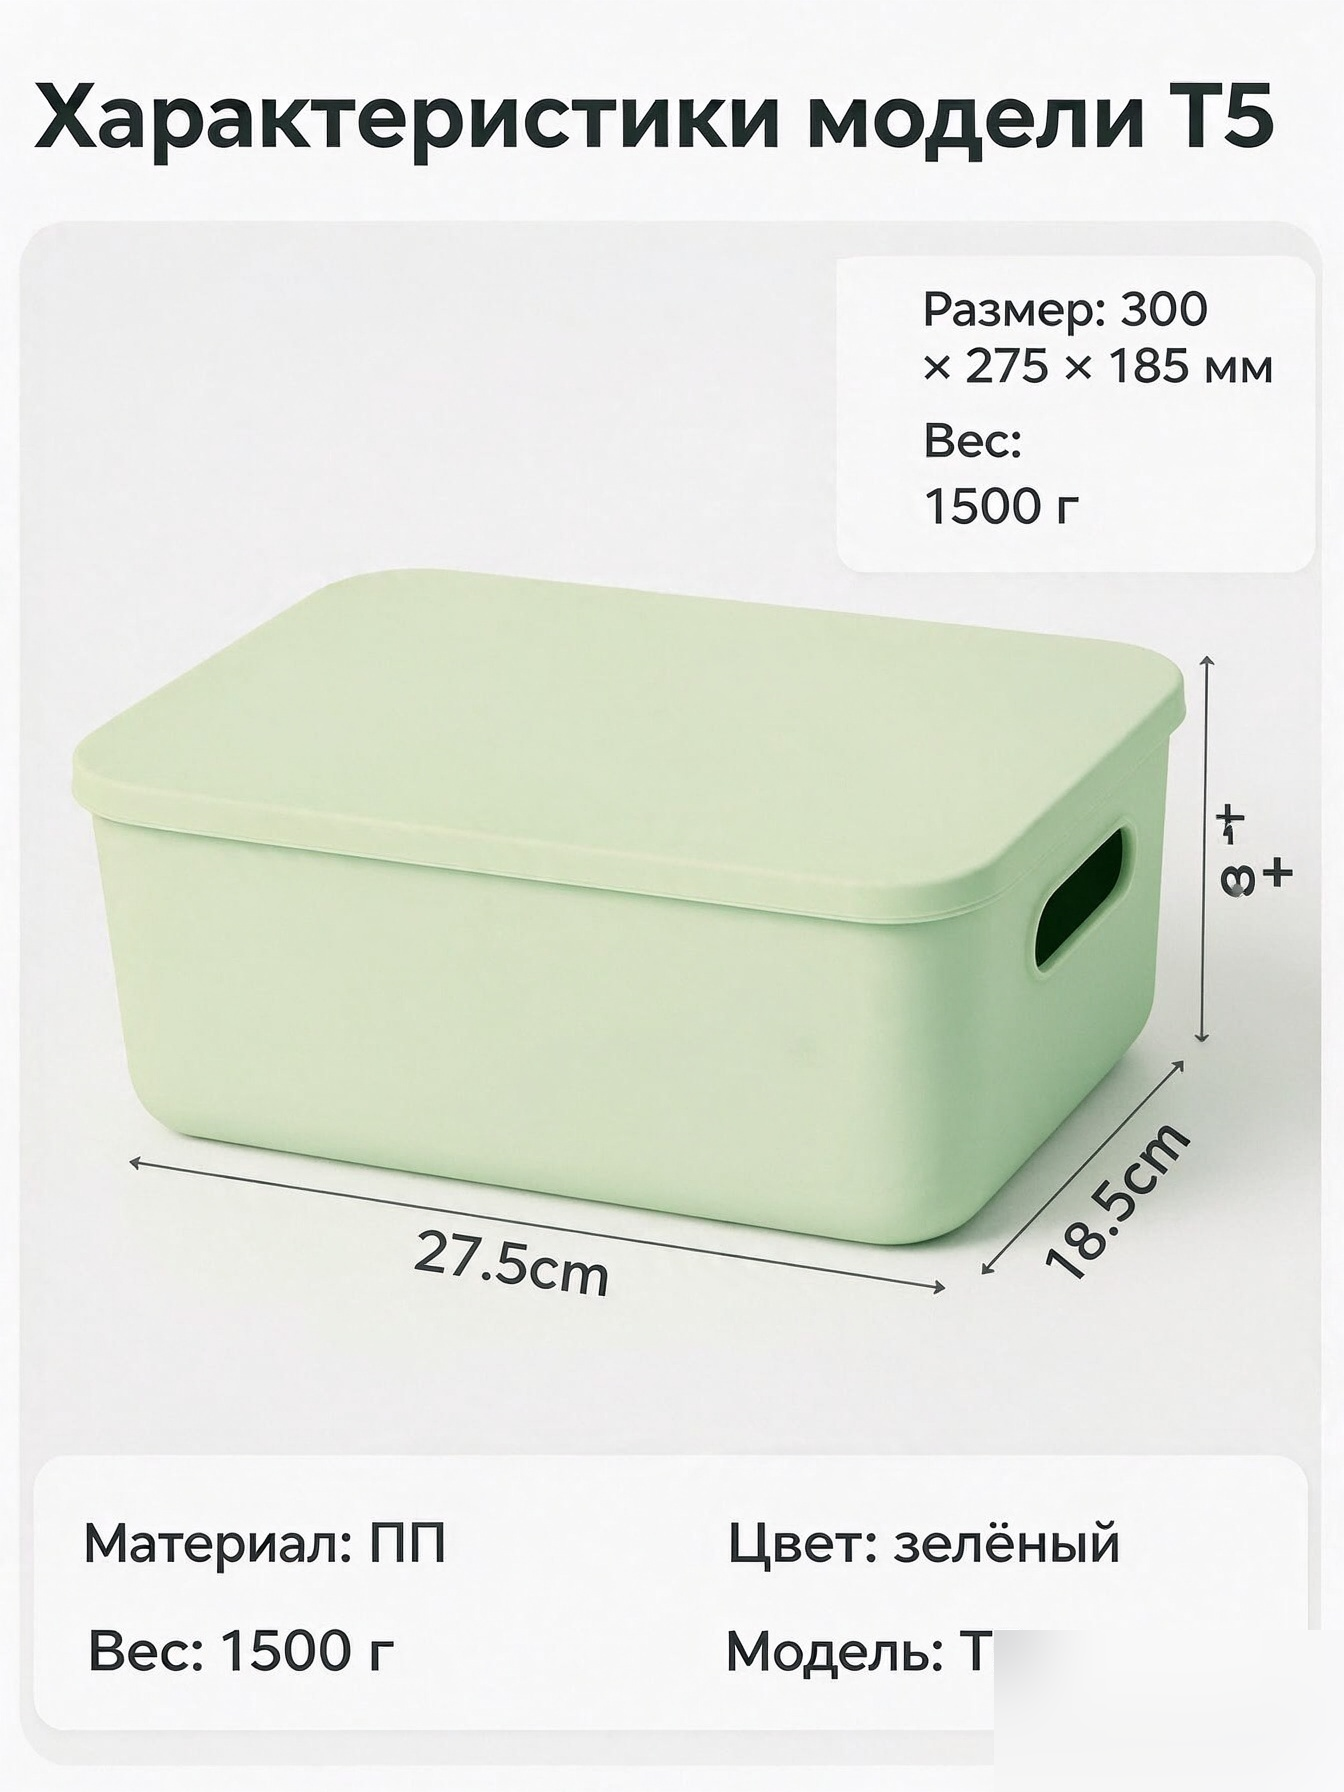 Характеристики модели Т5
Размер: 300
× 275 × 185 мм
Вес:
1500 г
27.5cm
18.5cm
Материал: ПП
Цвет: зелёный
Вес: 1500 г
Модель: Т